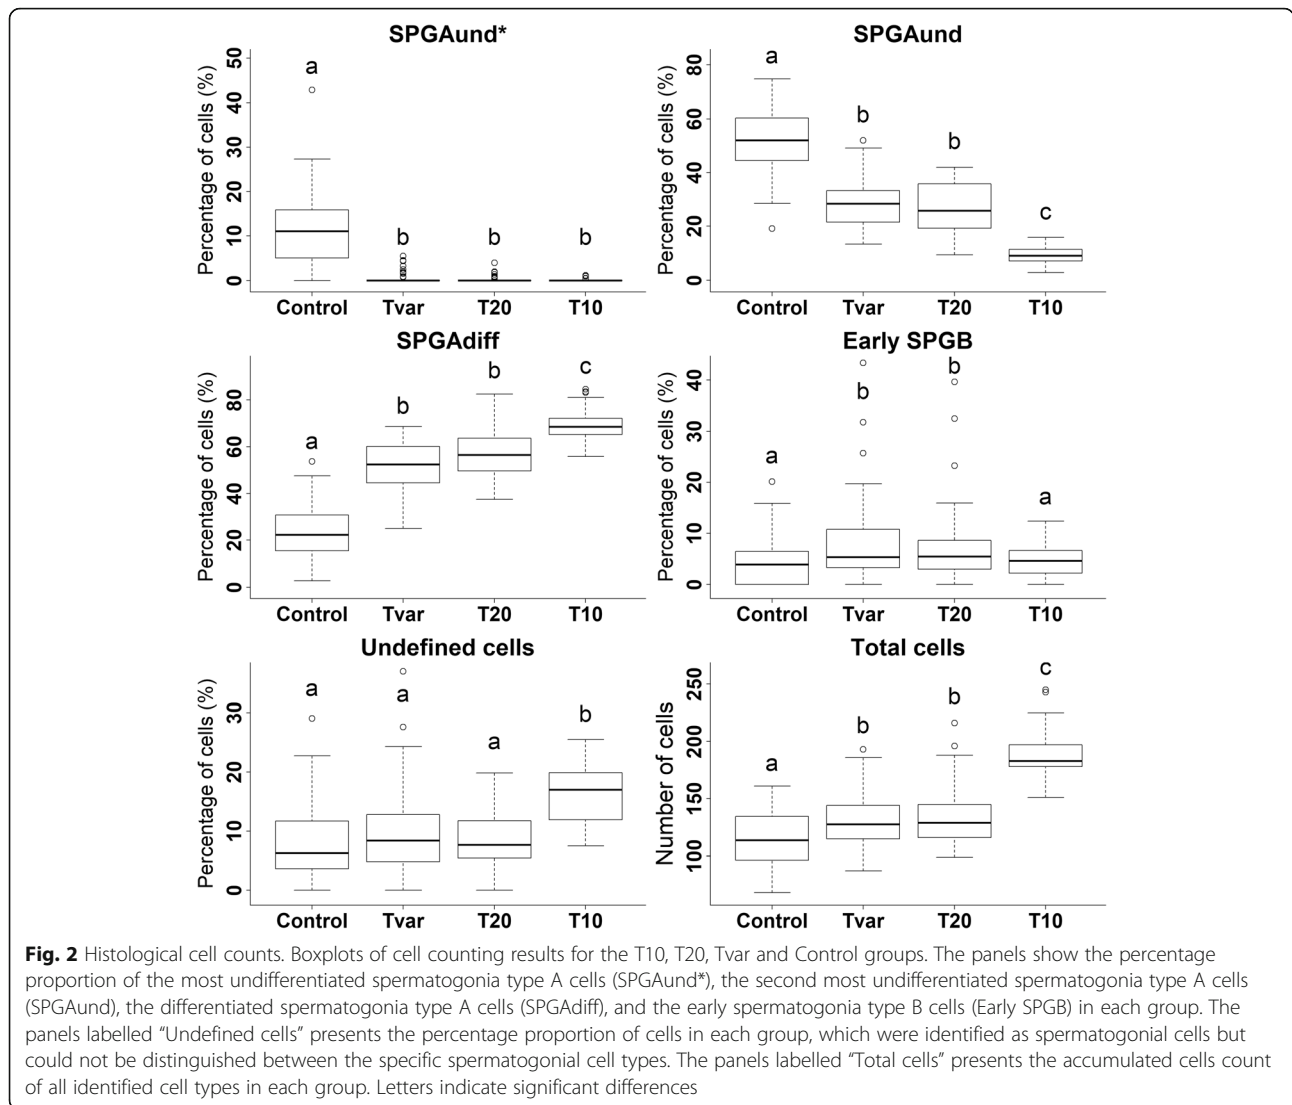 SPGAund*
Percentage of cells (%)
50
40
30
20
10
0
a
b
b
b
Control Tvar T20 T10
SPGAund
Percentage of cells (%)
80
60
40
20
0
a
b
b
c
Control Tvar T20 T10
SPGAdiff
Percentage of cells (%)
80
60
40
20
0
a
b
b
c
Control Tvar T20 T10
Early SPGB
Percentage of cells (%)
40
30
20
10
0
a
b
b
a
Control Tvar T20 T10
Undefined cells
Percentage of cells (%)
30
20
10
0
a
a
a
b
Control Tvar T20 T10
Total cells
Number of cells
250
200
150
100
a
b
b
c
Control Tvar T20 T10
Fig. 2 Histological cell counts. Boxplots of cell counting results for the T10, T20, Tvar and Control groups. The panels show the percentage
proportion of the most undifferentiated spermatogonia type A cells (SPGAund*), the second most undifferentiated spermatogonia type A cells
(SPGAund), the differentiated spermatogonia type A cells (SPGAdiff), and the early spermatogonia type B cells (Early SPGB) in each group. The
panels labelled “Undefined cells” presents the percentage proportion of cells in each group, which were identified as spermatogonial cells but
could not be distinguished between the specific spermatogonial cell types. The panels labelled “Total cells” presents the accumulated cells count
of all identified cell types in each group. Letters indicate significant differences